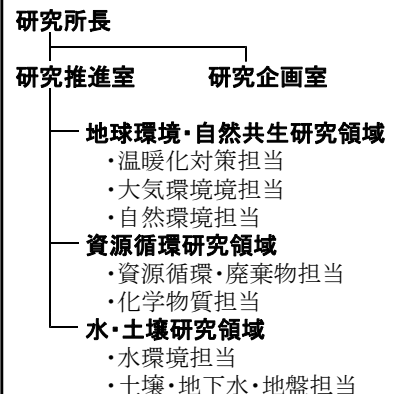 研究所長
研究推進室 研究企画室
地球環境・自然共生研究領域
・温暖化対策担当
・大気環境境担当
・自然環境担当
資源循環研究領域
・資源循環・廃棄物担当
・化学物質担当
水・土壌研究領域
・水環境担当
・土壌・地下水・地盤担当